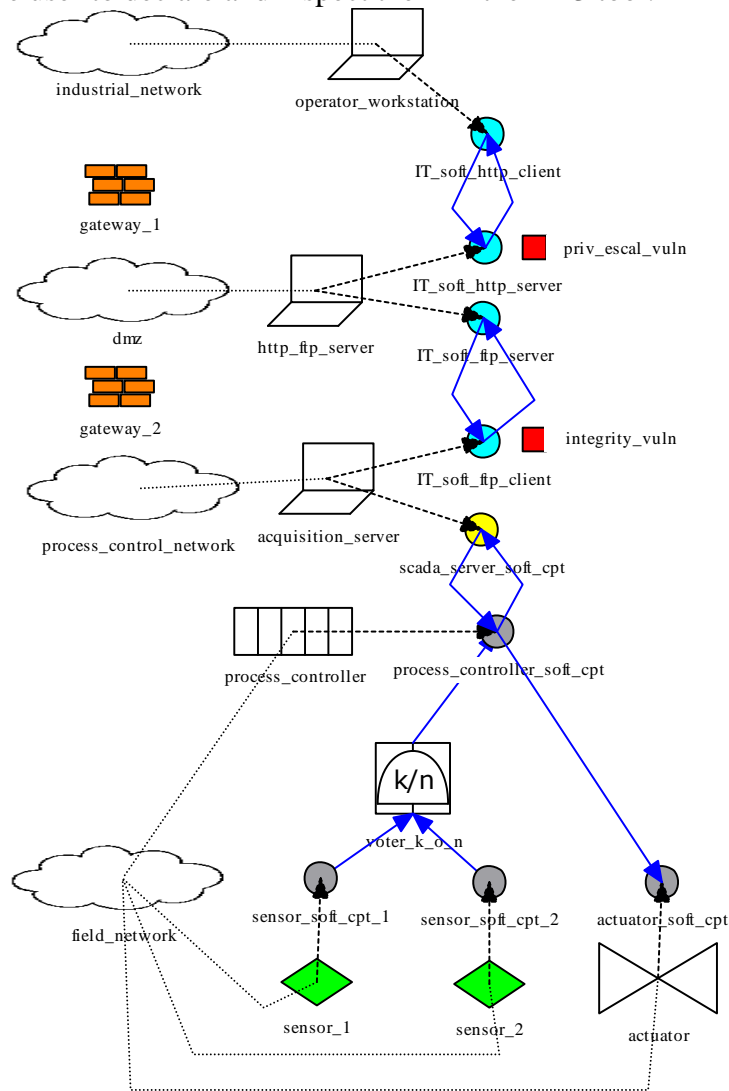 industrial_network
operator_workstation
IT_soft_http_client
gateway_1
priv_escal_vuln
IT_soft_http_server
dmz
http_ftp_server
IT_soft_ftp_server
gateway_2
integrity_vuln
IT_soft_ftp_client
process_control_network
acquisition_server
scada_server_soft_cpt
process_controller
process_controller_soft_cpt
k/n
voter_k_o_n
sensor_soft_cpt_1
sensor_soft_cpt_2
actuator_soft_cpt
field_network
sensor_1
sensor_2
actuator